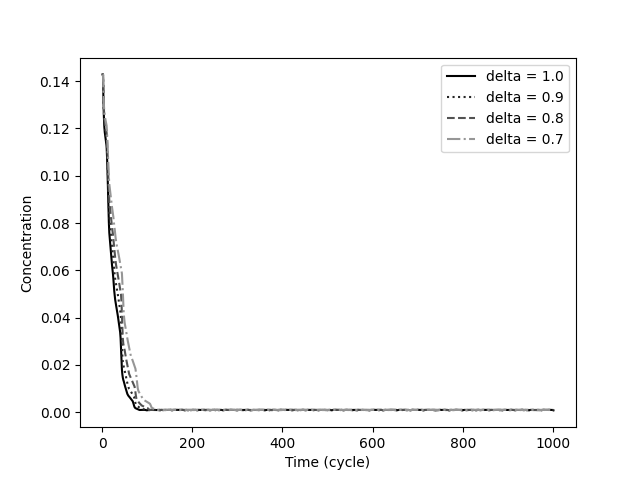 delta = 1.0
delta = 0.9
delta = 0.8
delta = 0.7
Concentration
0.14
0.12
0.10
0.08
0.06
0.04
0.02
0.00
0 200 400 600 800 1000
Time (cycle)